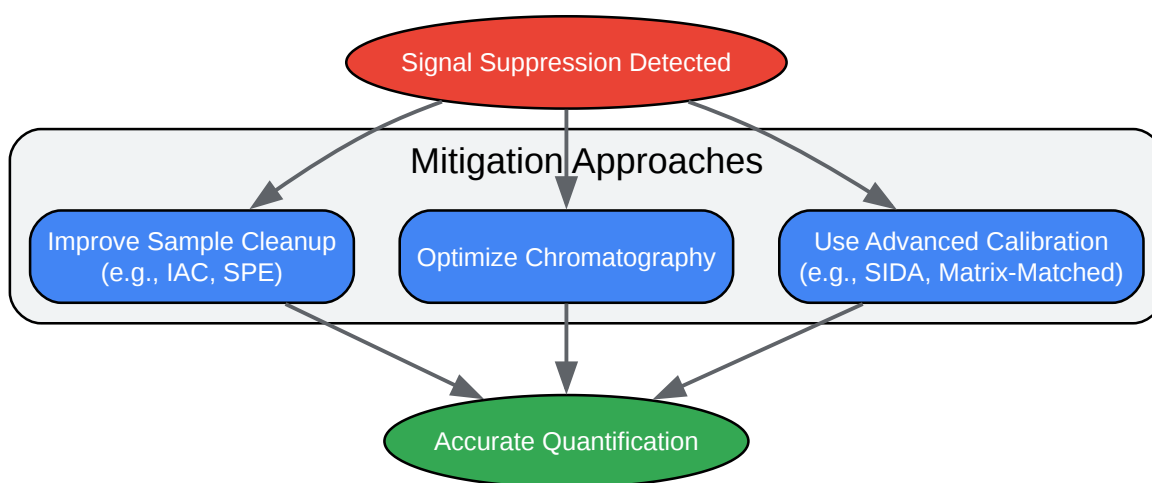 Signal Suppression Detected
Mitigation Approaches
Improve Sample Cleanup
(e.g., IAC, SPE)
Optimize Chromatography
Use Advanced Calibration
(e.g., SIDA, Matrix-Matched)
Accurate Quantification